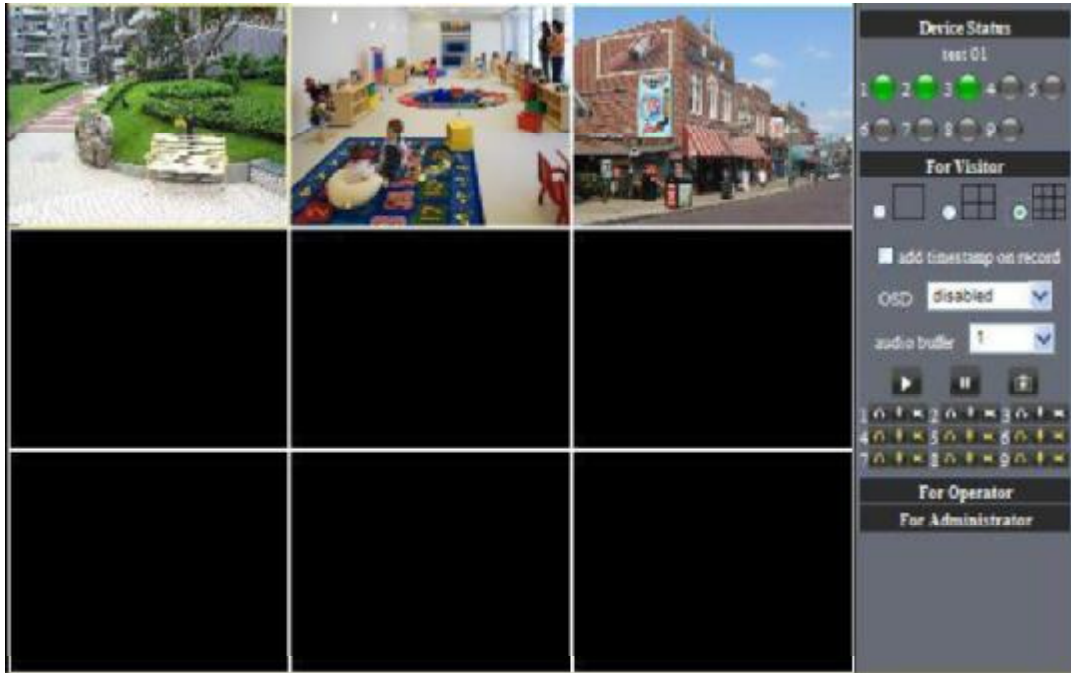 Device Status
test 01
1 2 3 4 5
6 7 8 9
For Visitor
add timestamp on record
OSD disabled
audio buffer 1
1 2 3
4 5 6
7 8 9
For Operator
For Administrator